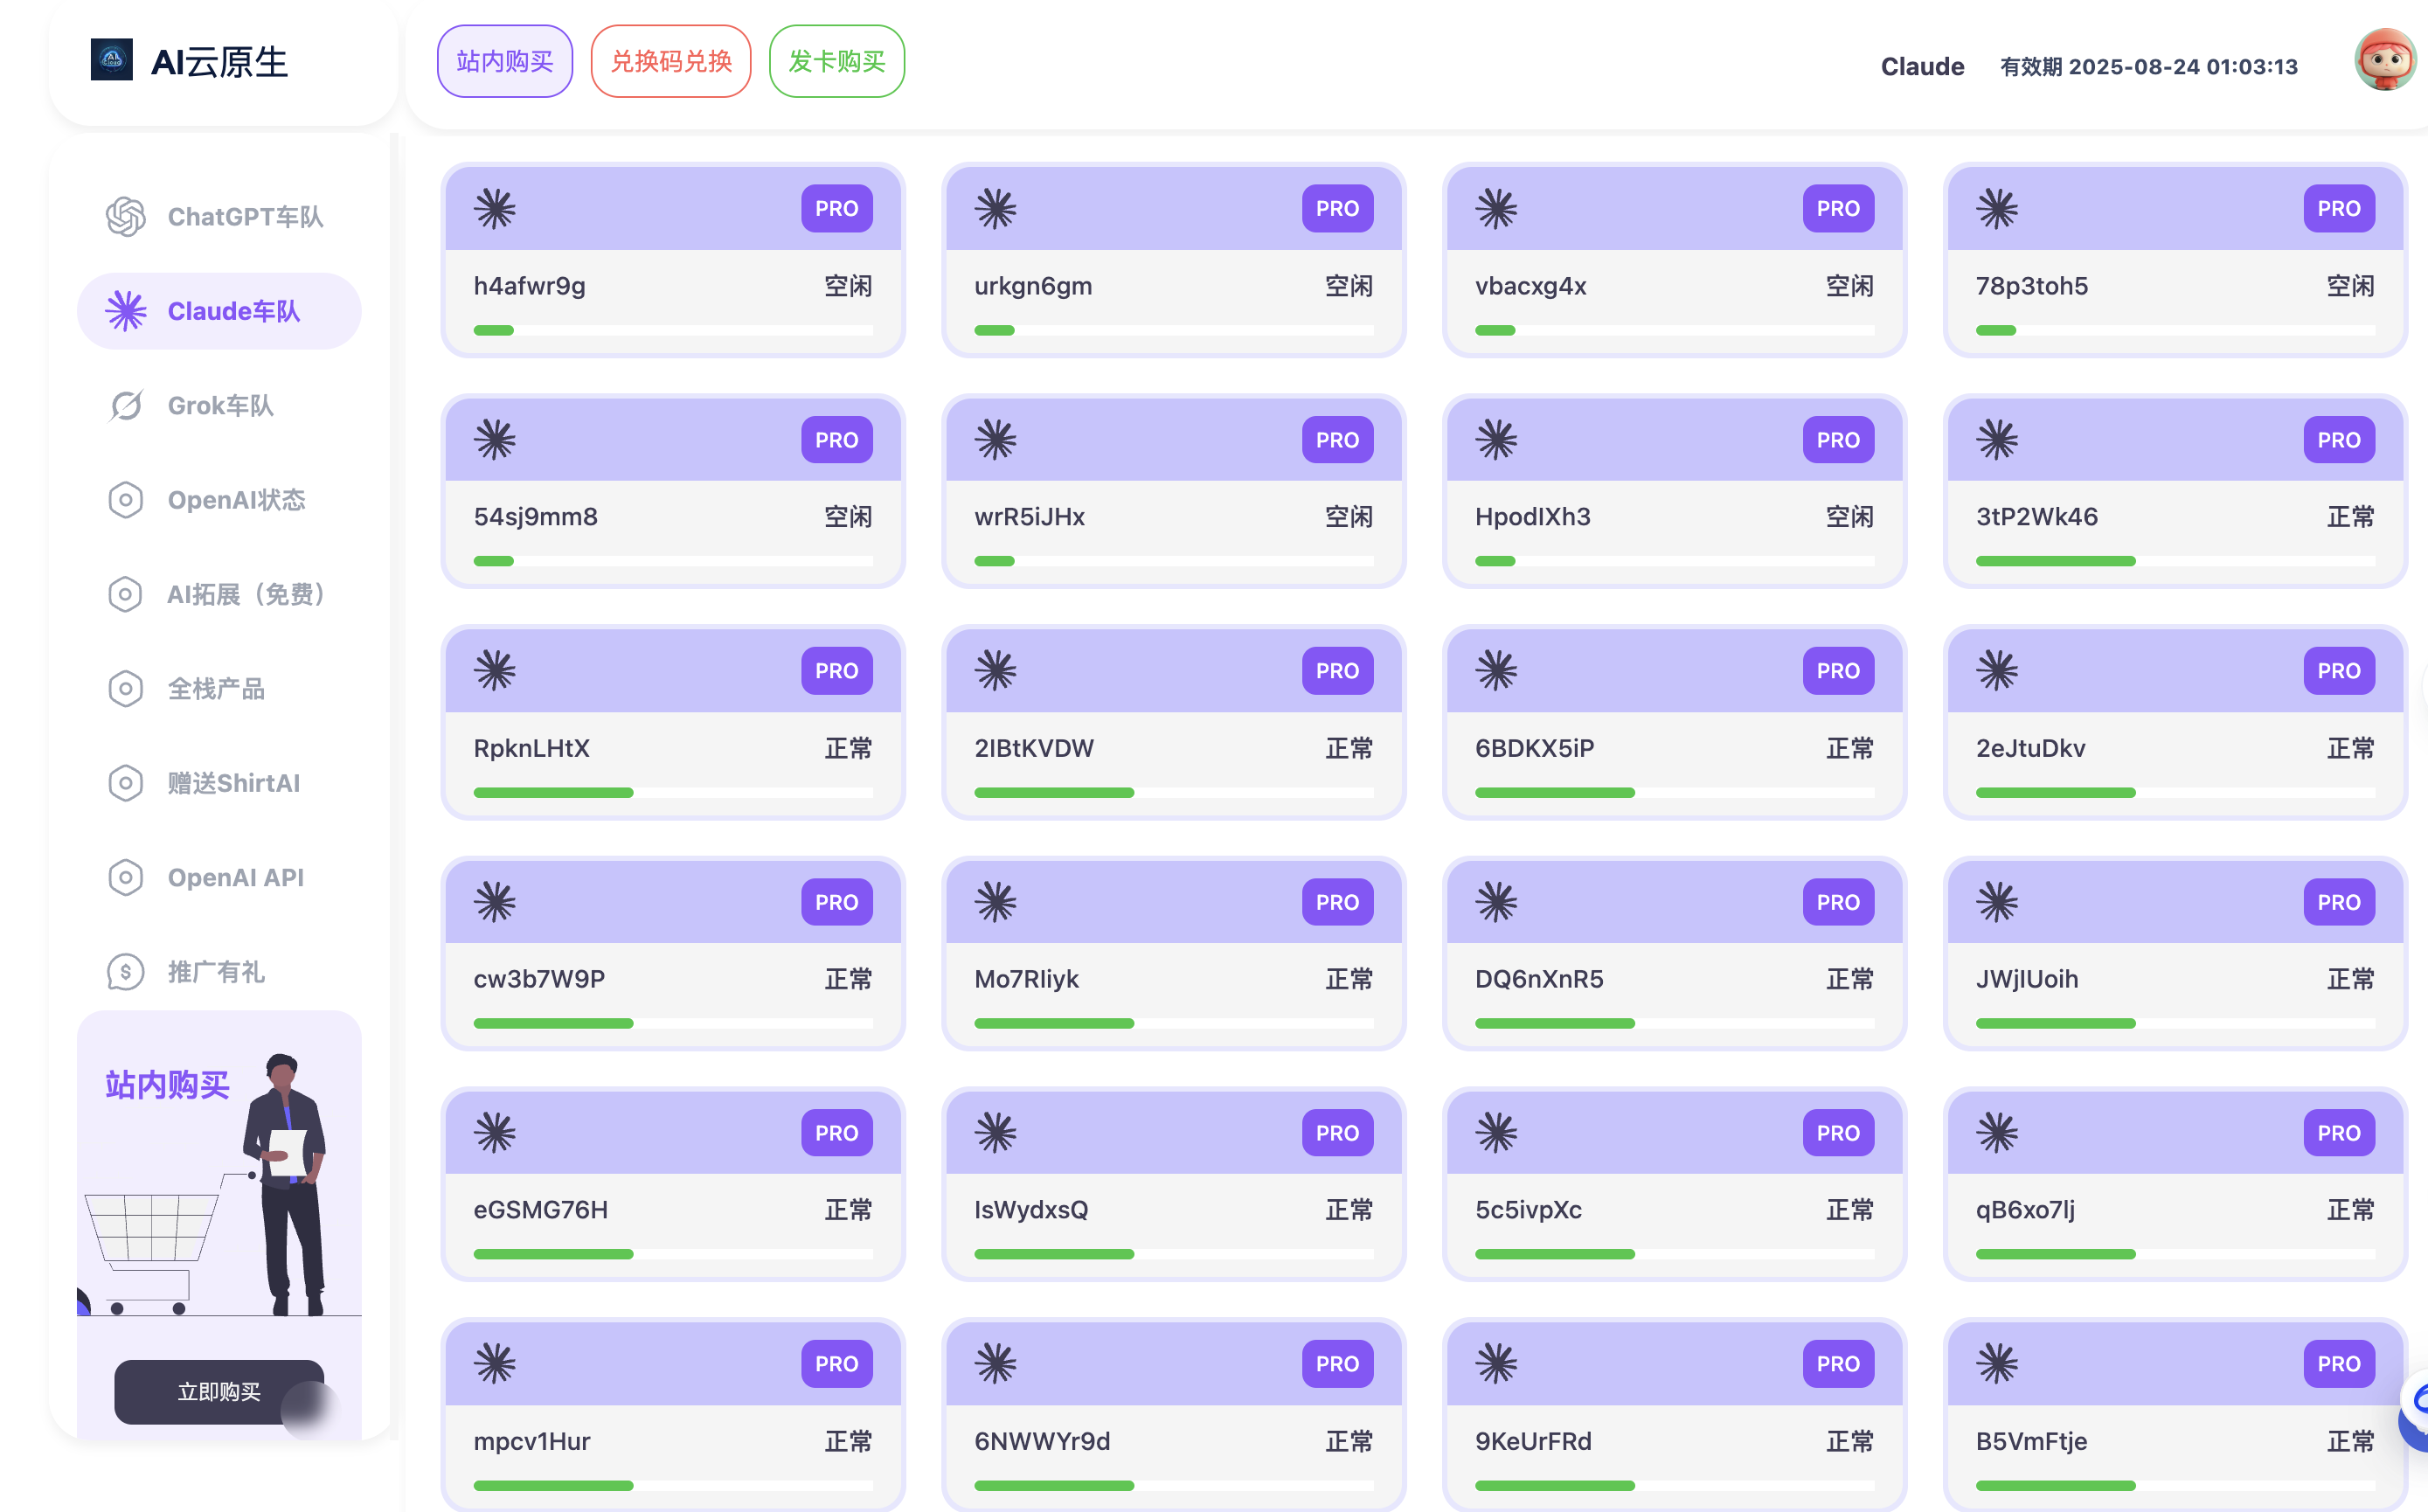 AI云原生
站内购买 兑换码兑换 发卡购买
Claude 有效期 2025-08-24 01:03:13
ChatGPT车队
Claude车队
Grok车队
OpenAI状态
AI拓展（免费）
全栈产品
赠送ShirtAI
OpenAI API
推广有礼
站内购买
立即购买
PRO PRO PRO PRO
h4afwr9g 空闲 urkgn6gm 空闲 vbacxg4x 空闲 78p3toh5 空闲
PRO PRO PRO PRO
54sj9mm8 空闲 wrR5iJHx 空闲 HpodIXh3 空闲 3tP2Wk46 正常
PRO PRO PRO PRO
RpknLHtX 正常 2IBtKVDW 正常 6BDKX5iP 正常 2eJtuDkv 正常
PRO PRO PRO PRO
cw3b7W9P 正常 Mo7RIiyk 正常 DQ6nXnR5 正常 JWjIUoih 正常
PRO PRO PRO PRO
eGSMG76H 正常 IsWydxsQ 正常 5c5ivpXc 正常 qB6xo7lj 正常
PRO PRO PRO PRO
mpcv1Hur 正常 6NWWYr9d 正常 9KeUrFRd 正常 B5VmFtje 正常